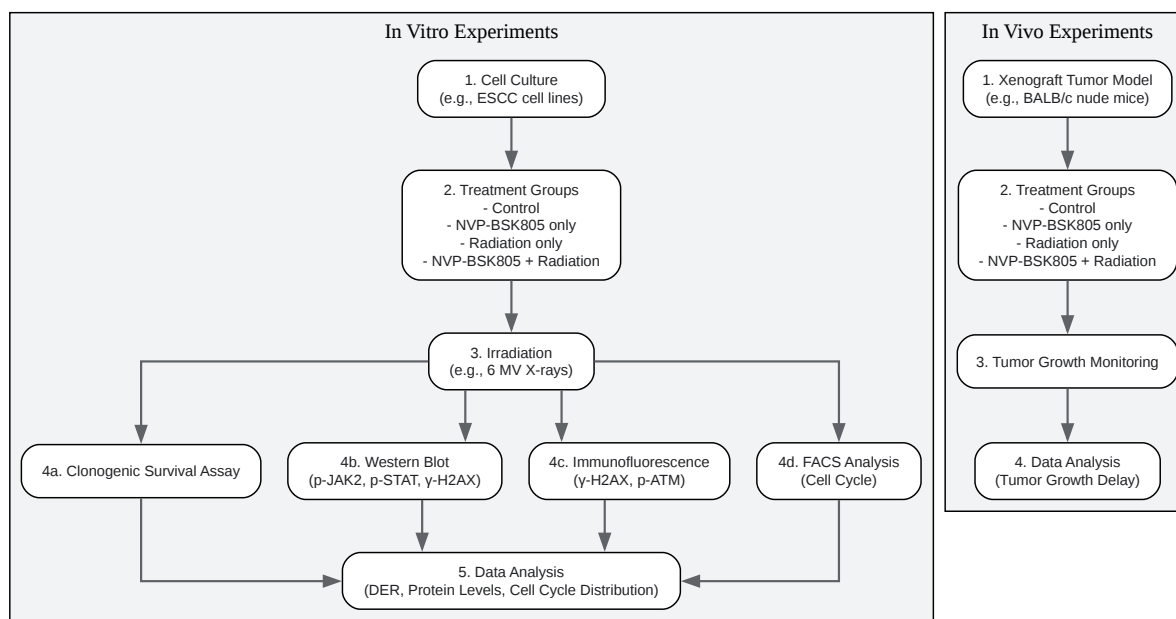 In Vitro Experiments
1. Cell Culture
(e.g., ESCC cell lines)
2. Treatment Groups
- Control
- NVP-BSK805 only
- Radiation only
- NVP-BSK805 + Radiation
3. Irradiation
(e.g., 6 MV X-rays)
4a. Clonogenic Survival Assay
4b. Western Blot
(p-JAK2, p-STAT, γ-H2AX)
4c. Immunofluorescence
(γ-H2AX, p-ATM)
4d. FACS Analysis
(Cell Cycle)
5. Data Analysis
(DER, Protein Levels, Cell Cycle Distribution)
In Vivo Experiments
1. Xenograft Tumor Model
(e.g., BALB/c nude mice)
2. Treatment Groups
- Control
- NVP-BSK805 only
- Radiation only
- NVP-BSK805 + Radiation
3. Tumor Growth Monitoring
4. Data Analysis
(Tumor Growth Delay)